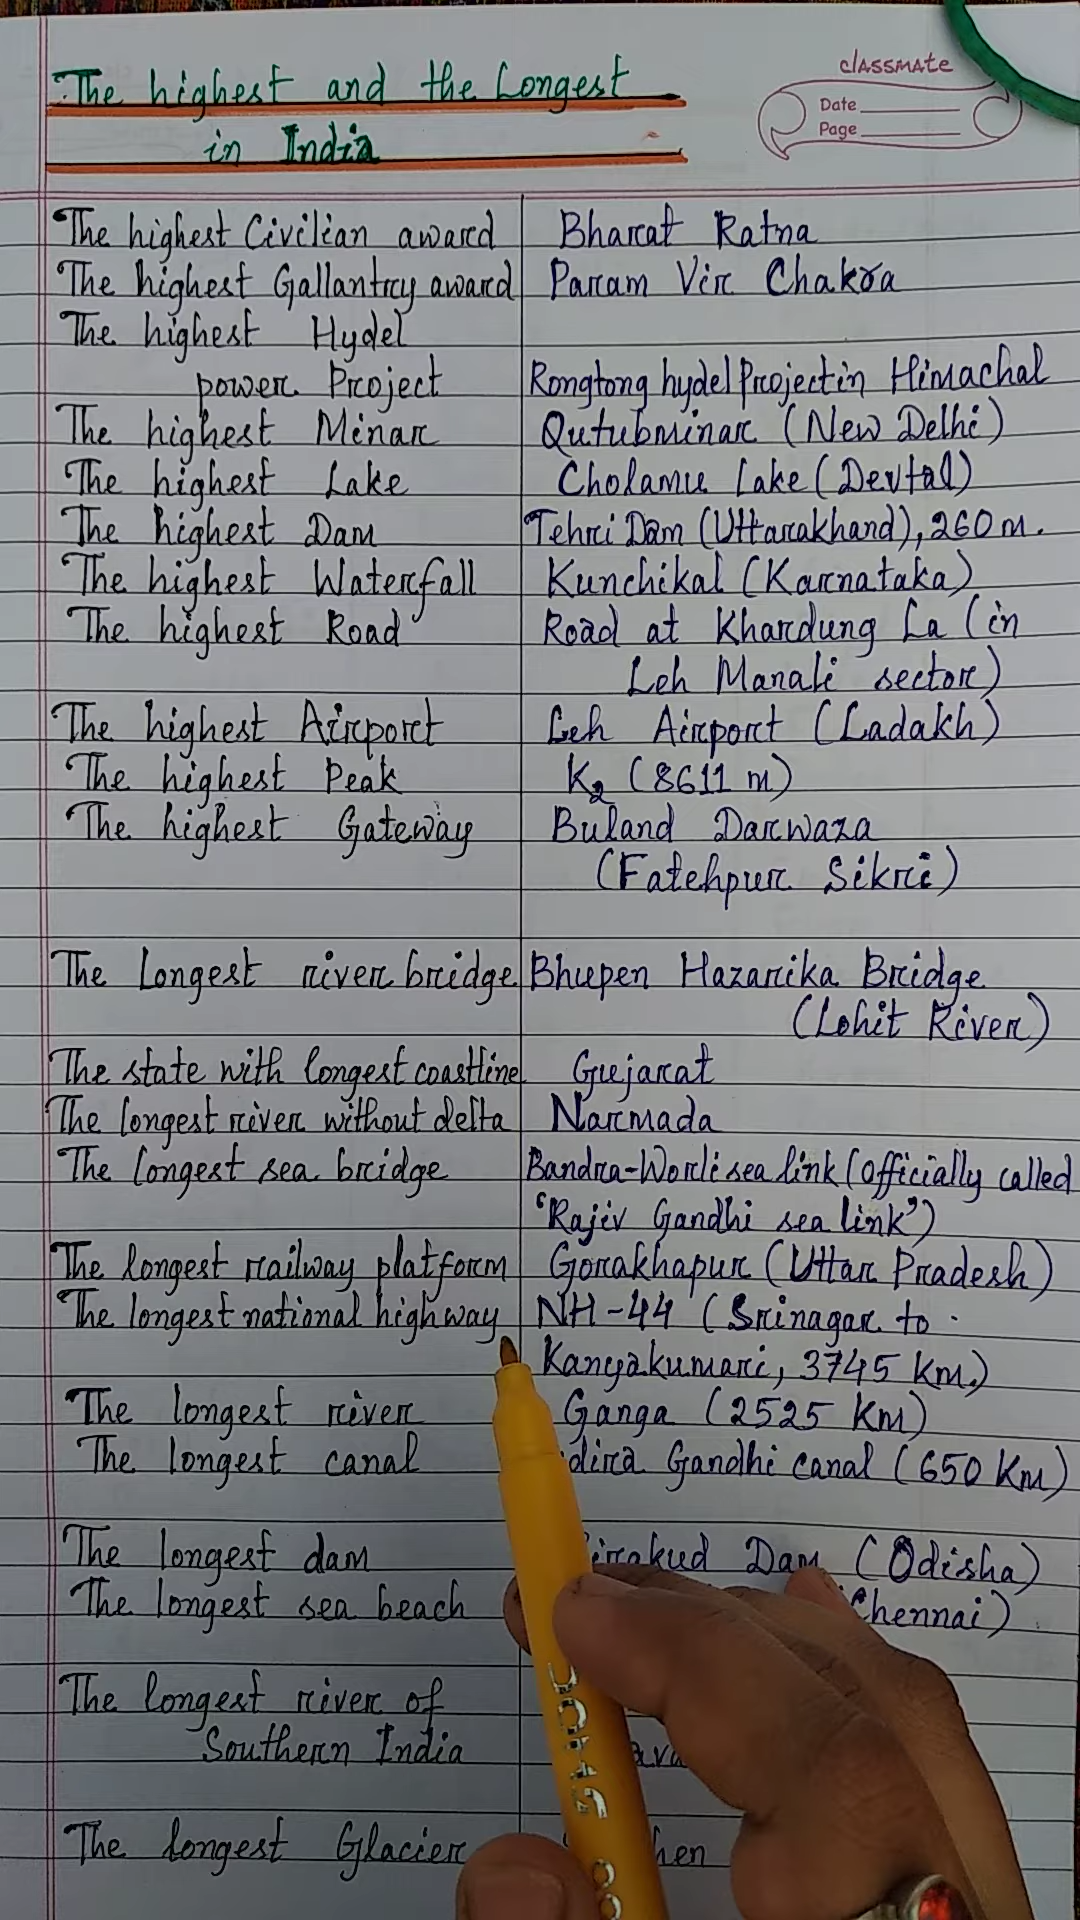 The highest and the Longest
in India
classmate
Date
Page
The highest Civilian award Bharat Ratna
The highest Gallantry award Param Vir Chakra
The highest Hydel
power Project Rongtong hydel Project in Himachal
The highest Minar Qutubminar (New Delhi)
The highest Lake Cholamu Lake (Devtal)
The highest Dam Tehri Dam (Uttarakhand), 260 m.
The highest Waterfall Kunchikal (Karnataka)
The highest Road Road at Khardung La (in
Leh Manali sector)
The highest Airport Leh Airport (Ladakh)
The highest Peak K2 (8611 m)
The highest Gateway Buland Darwaza
(Fatehpur Sikri)
The Longest river bridge Bhupen Hazarika Bridge
(Lohit River)
The state with longest coastline Gujarat
The longest river without delta Narmada
The longest sea bridge Bandra-Worli sea link (officially called
'Rajiv Gandhi sea link')
The longest railway platform Gorakhapur (Uttar Pradesh)
The longest national highway NH-44 (Srinagar to
Kanyakumari, 3745 Km.)
The longest river Ganga (2525 Km)
The longest canal dira Gandhi canal (650 Km)
The longest dam irakud Dam (Odisha)
The longest sea beach Chennai)
The longest river of
Southern India
The longest Glacier hen